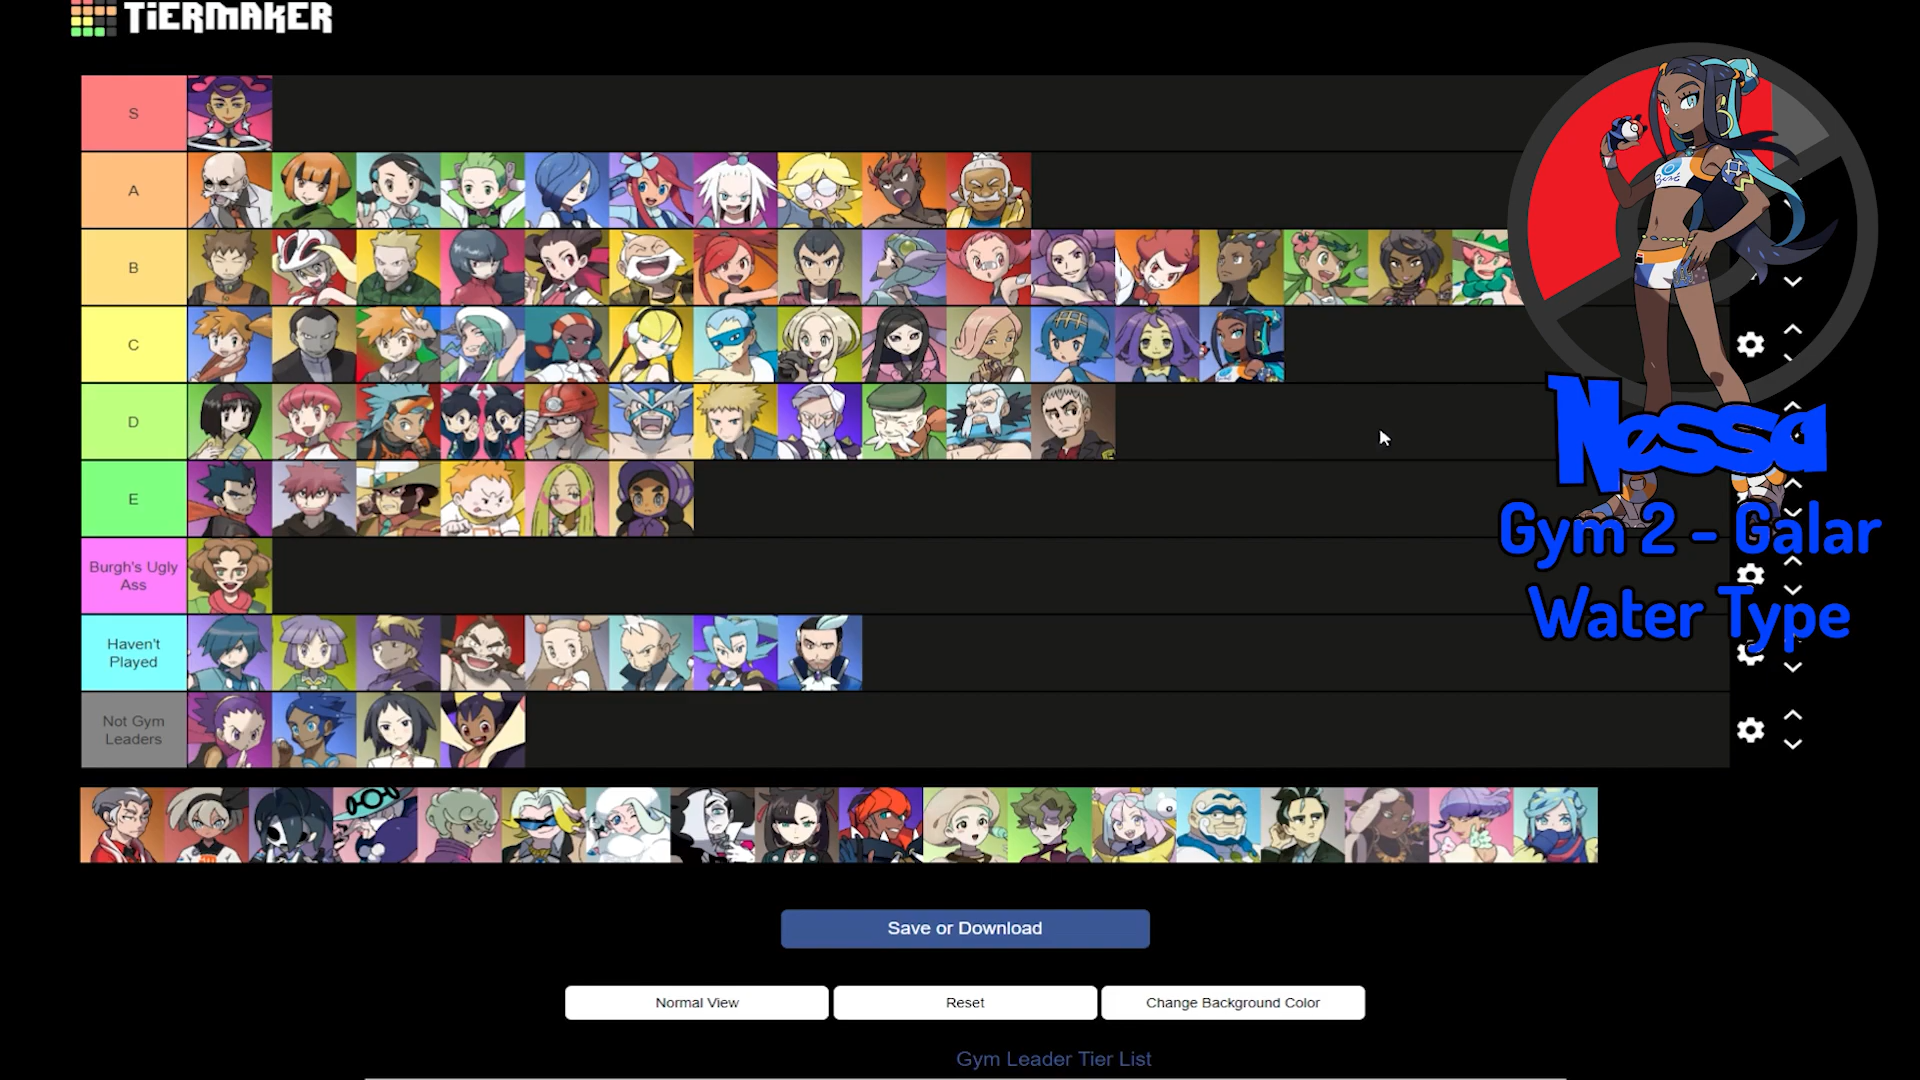 TiERMAKER
S
A
B
C
D
E
Burgh's Ugly
Ass
Haven't
Played
Not Gym
Leaders
Nessa
Gym 2 - Galar
Water Type
Save or Download
Normal View
Reset
Change Background Color
Gym Leader Tier List